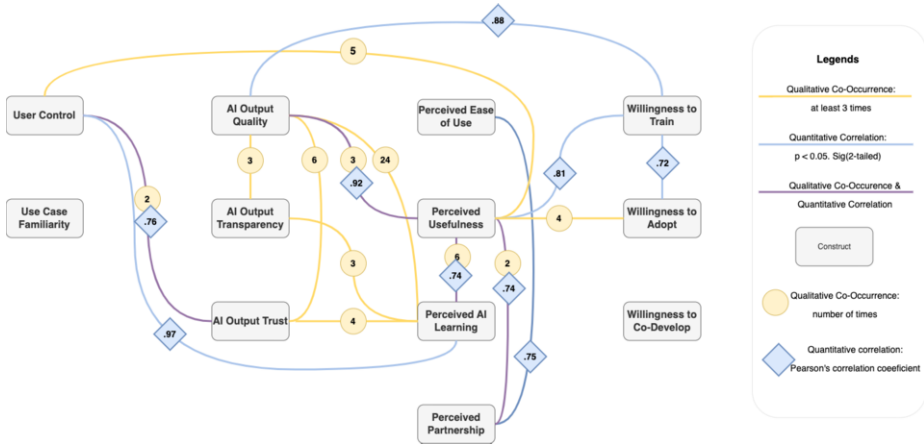 .88
5
Legends
Qualitative Co-Occurrence:
at least 3 times
User Control
AI Output
Quality
Perceived Ease
of Use
Willingness to
Train
Quantitative Correlation:
p < 0.05. Sig(2-tailed)
3
6
3
24
.92
.81
.72
Qualitative Co-Occurence &
Quantitative Correlation
2
.76
Use Case
Familiarity
AI Output
Transparency
Perceived
Usefulness
4
Willingness to
Adopt
Construct
3
6
.74
2
.74
Qualitative Co-Occurrence:
number of times
.97
AI Output Trust
4
Perceived AI
Learning
Willingness to
Co-Develop
.75
Quantitative correlation:
Pearson's correlation coeeficient
Perceived
Partnership